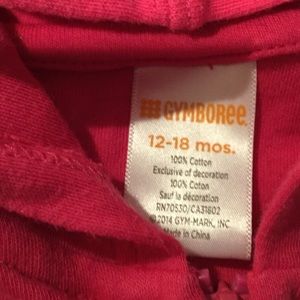 GYMBOREE
12-18 mos.
100% Cotton
Exclusive of decoration
100% Coton
Sauf la décoration
RN70530/CA31802
©2014 GYM-MARK, INC
Made in China